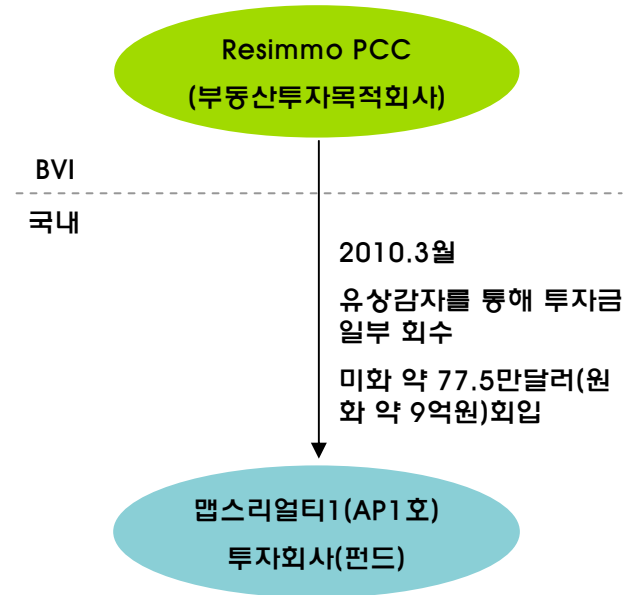 Resimmo PCC
(부동산투자목적회사)
BVI
국내
2010.3월
유상감자를 통해 투자금
일부 회수
미화 약 77.5만달러(원
화 약 9억원)회입
맵스리얼티1(AP1호)
투자회사(펀드)